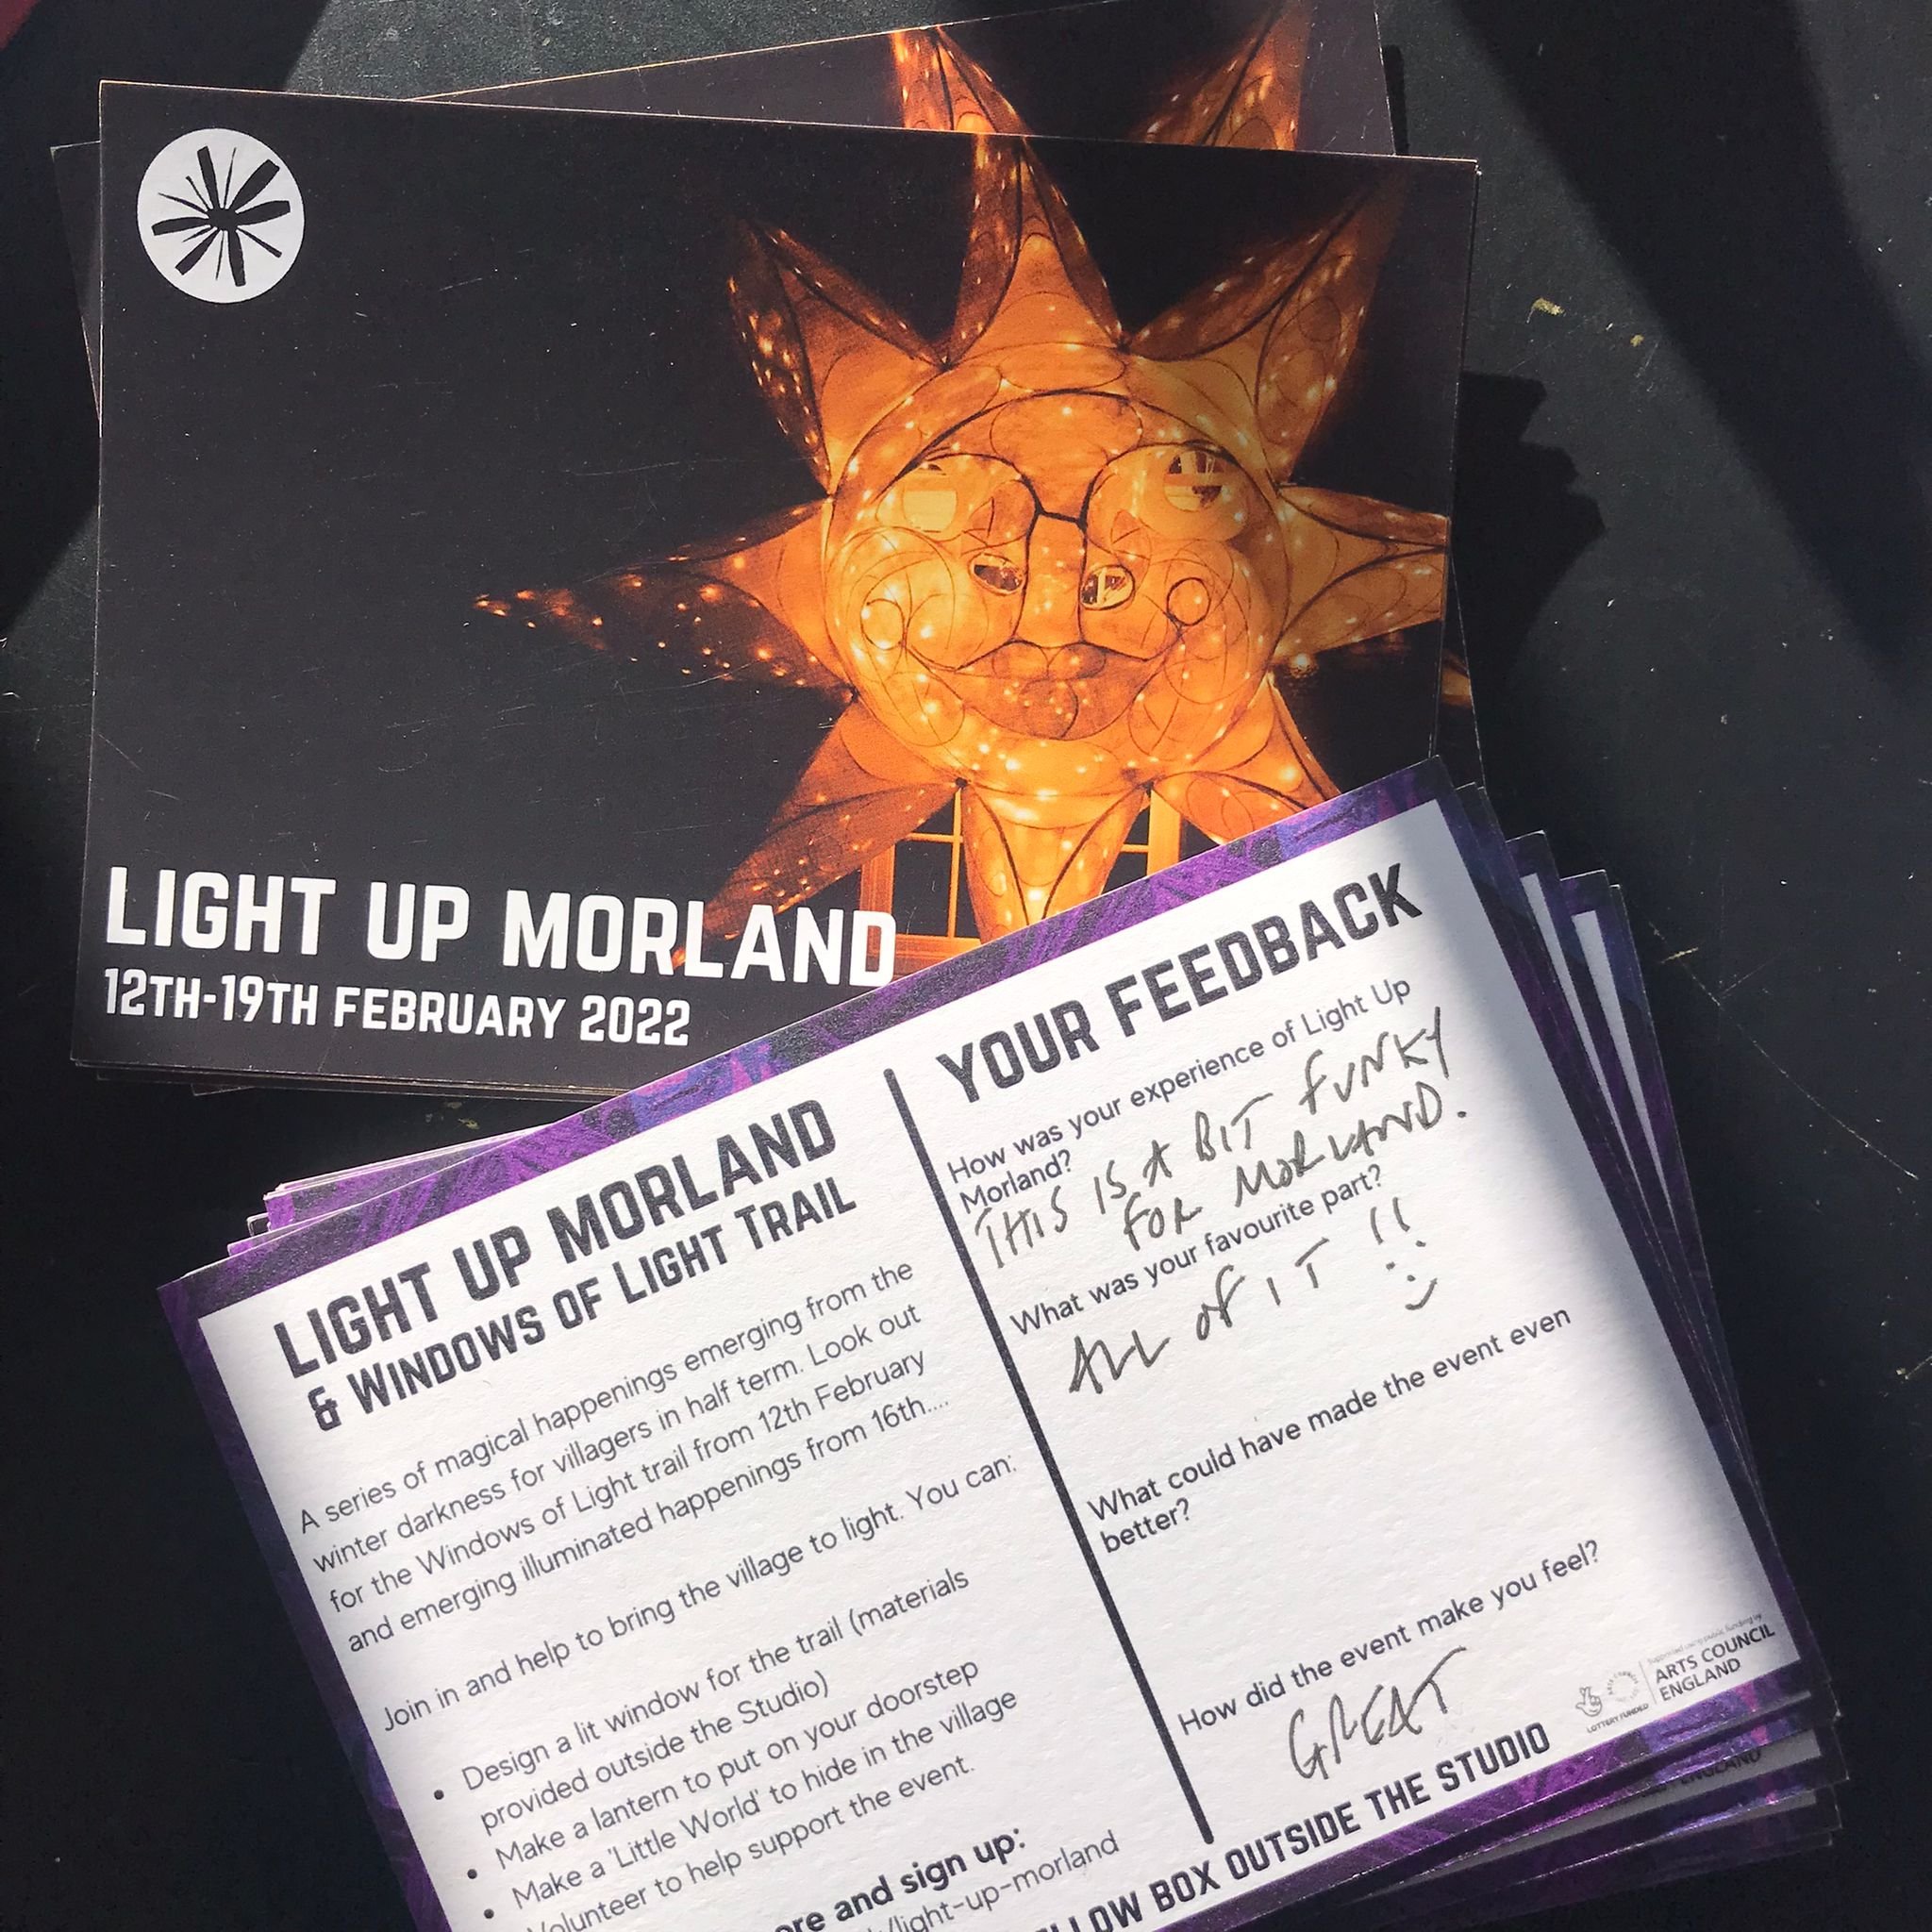 LIGHT UP MORLAND
12TH-19TH FEBRUARY 2022
LIGHT UP MORLAND
& WINDOWS OF LIGHT TRAIL
A series of magical happenings emerging from the
winter darkness for villagers in half term. Look out
for the Windows of Light trail from 12th February
and emerging illuminated happenings from 16th....
Join in and help to bring the village to light. You can:
• Design a lit window for the trail (materials
provided outside the Studio)
• Make a lantern to put on your doorstep
• Make a 'Little World' to hide in the village
Volunteer to help support the event.
and sign up:
/light-up-morland
YOUR FEEDBACK
How was your experience of Light Up
Morland?
THIS IS A BIT FUNKY
FOR MORLAND.
What was your favourite part?
ALL OF IT !!
What could have made the event even
better?
How did the event make you feel?
GREAT
LOTTERY FUNDED
Supported using public funding by
ARTS COUNCIL
ENGLAND
BOX OUTSIDE THE STUDIO
ENGLAND